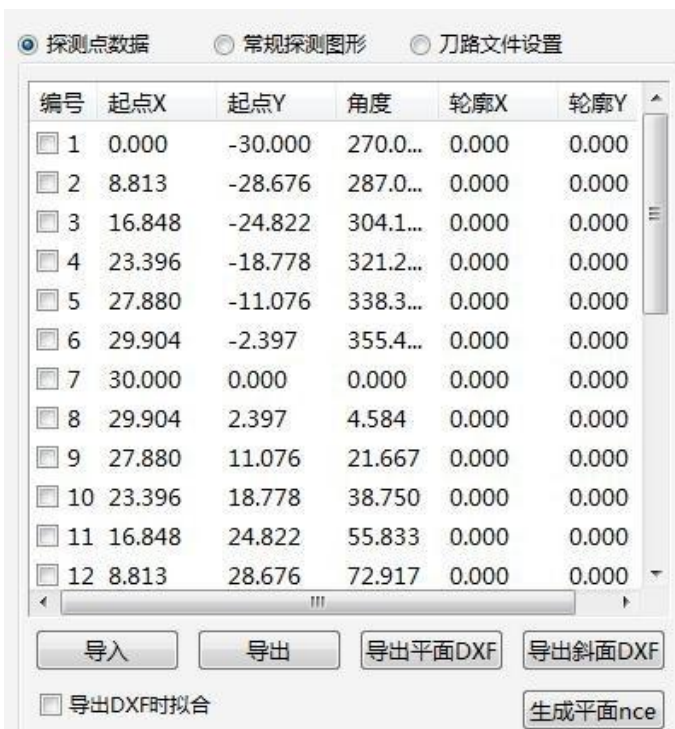 探测点数据 常规探测图形 刀路文件设置
编号 起点X 起点Y 角度 轮廓X 轮廓Y
1 0.000 -30.000 270.0... 0.000 0.000
2 8.813 -28.676 287.0... 0.000 0.000
3 16.848 -24.822 304.1... 0.000 0.000
4 23.396 -18.778 321.2... 0.000 0.000
5 27.880 -11.076 338.3... 0.000 0.000
6 29.904 -2.397 355.4... 0.000 0.000
7 30.000 0.000 0.000 0.000 0.000
8 29.904 2.397 4.584 0.000 0.000
9 27.880 11.076 21.667 0.000 0.000
10 23.396 18.778 38.750 0.000 0.000
11 16.848 24.822 55.833 0.000 0.000
12 8.813 28.676 72.917 0.000 0.000
导入 导出 导出平面DXF 导出斜面DXF
导出DXF时拟合 生成平面nce